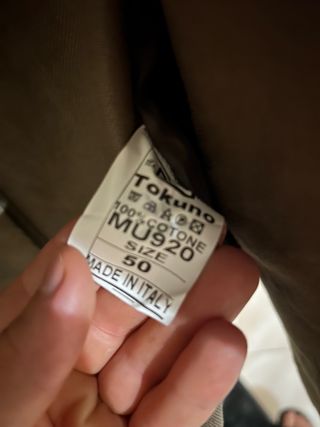 Tokuno
100% COTONE
MU920
SIZE
50
MADE IN ITALY